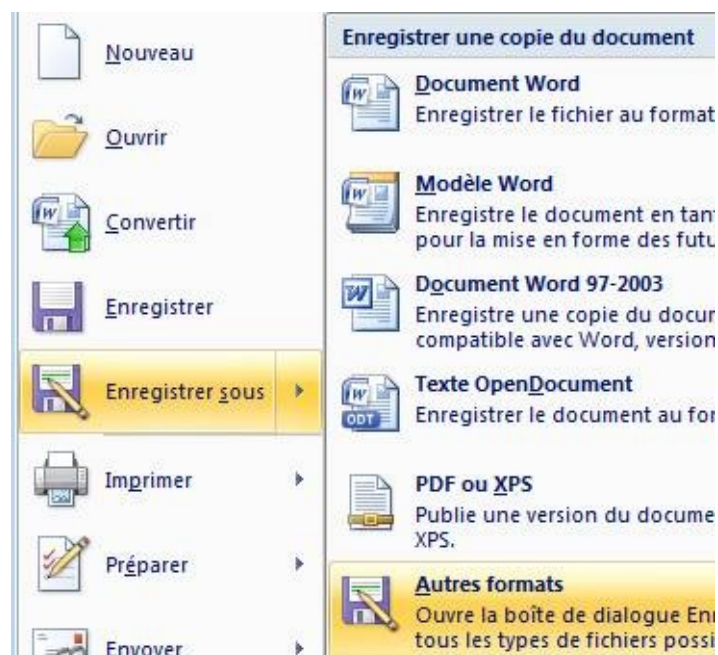 Nouveau
Ouvrir
Convertir
Enregistrer
Enregistrer sous
Imprimer
Préparer
Envoyer
Enregistrer une copie du document
Document Word
Enregistrer le fichier au format
Modèle Word
Enregistre le document en tant
pour la mise en forme des futu
Document Word 97-2003
Enregistre une copie du docum
compatible avec Word, version
Texte OpenDocument
Enregistrer le document au for
ODT
PDF ou XPS
Publie une version du docume
XPS.
Autres formats
Ouvre la boîte de dialogue Enr
tous les types de fichiers possi